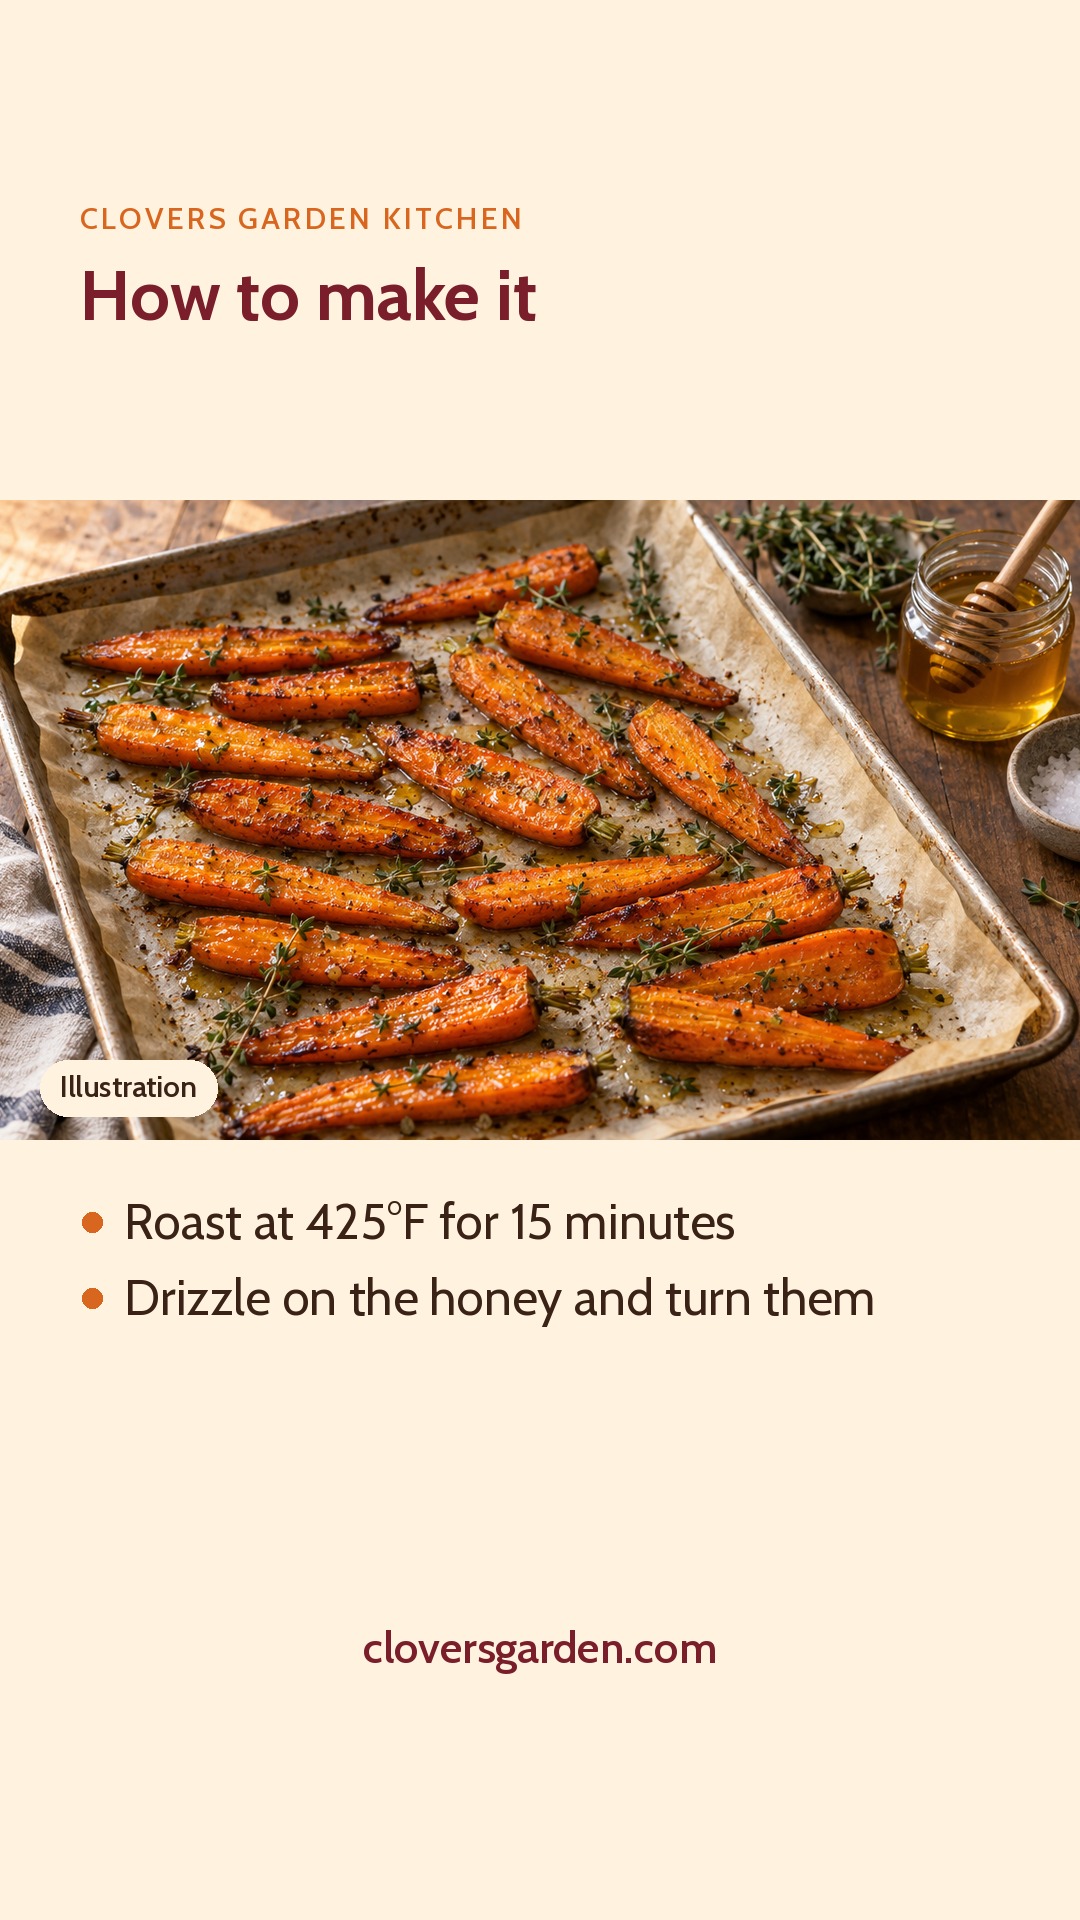 CLOVERS GARDEN KITCHEN
How to make it
Illustration
Roast at 425°F for 15 minutes
Drizzle on the honey and turn them
cloversgarden.com